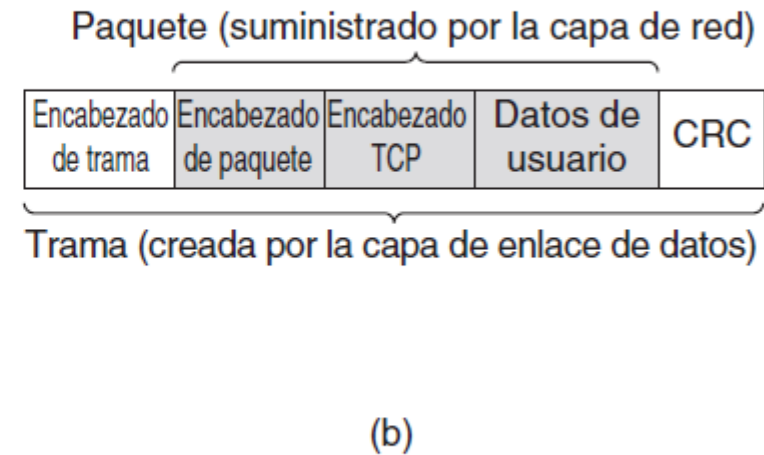 Paquete (suministrado por la capa de red)
Encabezado de trama
Encabezado de paquete
Encabezado TCP
Datos de usuario
CRC
Trama (creada por la capa de enlace de datos)
(b)